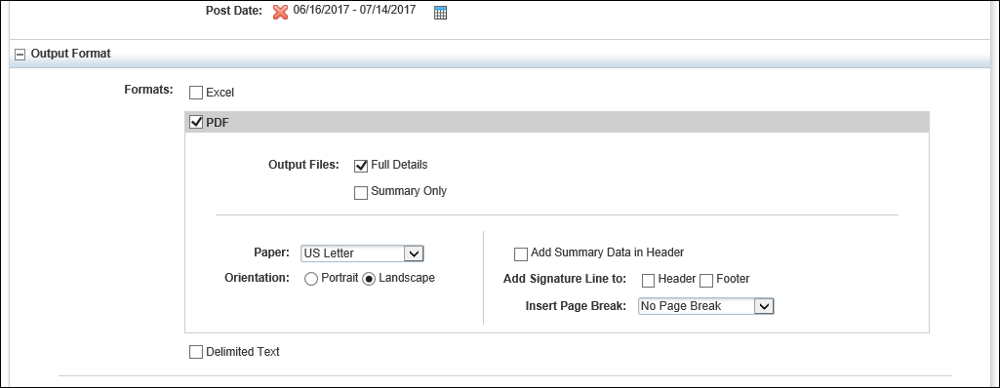 Post Date: 06/16/2017 - 07/14/2017
Output Format
Formats: Excel
PDF
Output Files: Full Details
Summary Only
Paper: US Letter
Orientation: Portrait Landscape
Add Summary Data in Header
Add Signature Line to: Header Footer
Insert Page Break: No Page Break
Delimited Text